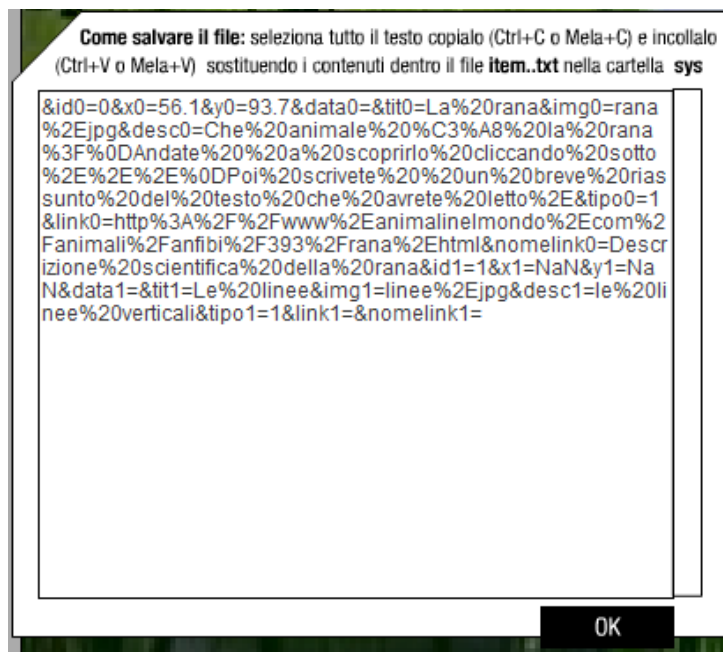 Come salvare il file: seleziona tutto il testo copialo (Ctrl+C o Mela+C) e incollalo
(Ctrl+V o Mela+V) sostituendo i contenuti dentro il file item..txt nella cartella sys
&id0=0&x0=56.1&y0=93.7&data0=&tit0=La%20rana&img0=rana
%2Ejpg&desc0=Che%20animale%20%C3%A8%20la%20rana
%3F%0DAndate%20%20a%20scoprirlo%20cliccando%20sotto
%2E%2E%2E%0DPoi%20scrivete%20%20un%20breve%20rias
sunto%20del%20testo%20che%20avrete%20letto%2E&tipo0=1
&link0=http%3A%2F%2Fwww%2Eanimalinelmondo%2Ecom%2
Fanimali%2Fanfibi%2F393%2Frana%2Ehtml&nomelink0=Descr
izione%20scientifica%20della%20rana&id1=1&x1=NaN&y1=Na
N&data1=&tit1=Le%20linee&img1=linee%2Ejpg&desc1=le%20li
nee%20verticali&tipo1=1&link1=&nomelink1=
OK